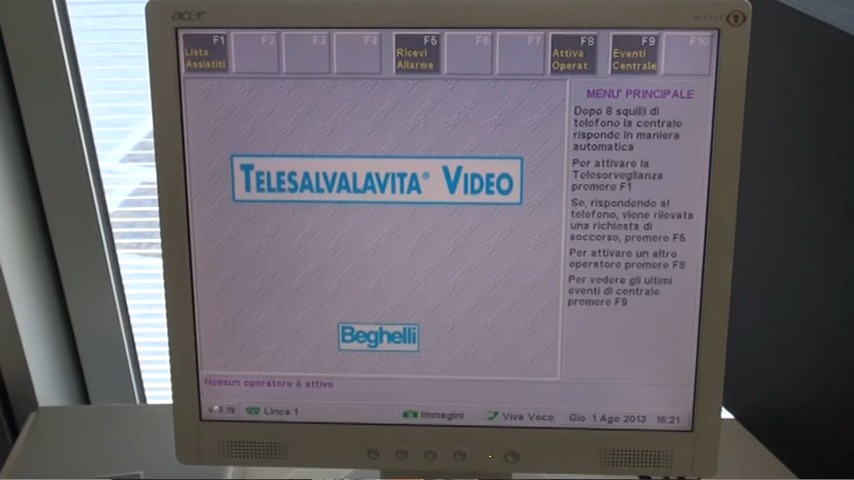 acer
F1 F2 F3 F4 F5 F6 F7 F8 F9 F10
Lista
Assistiti
Ricevi
Allarme
Attiva
Operat.
Eventi
Centrale
MENU' PRINCIPALE
Dopo 8 squilli di
telefono la centrale
risponde in maniera
automatica
Per attivare la
Telesorveglianza
premere F1
Se, rispondendo al
telefono, viene rilevata
una richiesta di
soccorso, premere F5
Per attivare un altro
operatore premere F8
Per vedere gli ultimi
eventi di centrale
premere F9
TELESALVALAVITA® VIDEO
Beghelli
Nessun operatore è attivo
Linea 1 Immagini Viva Voce Gio 1 Ago 2013 16:21